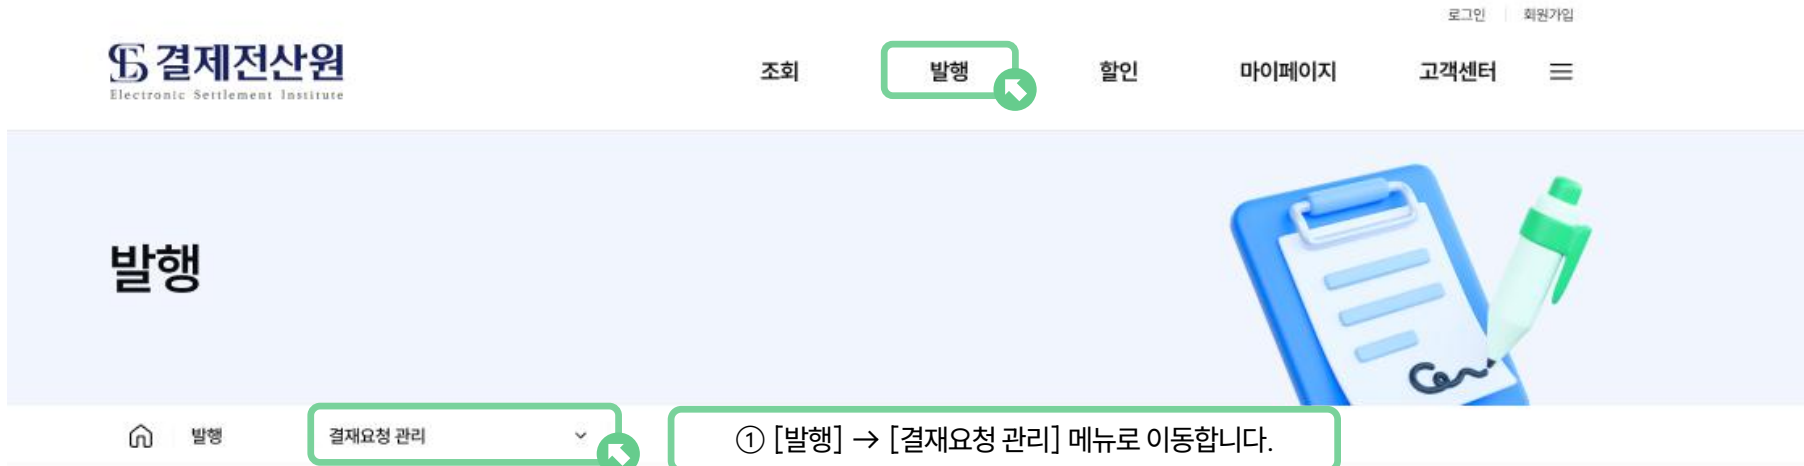 로그인 회원가입
결제전산원
Electronic Settlement Institute
조회 발행 할인 마이페이지 고객센터
발행
발행 결재요청 관리
① [발행] → [결재요청 관리] 메뉴로 이동합니다.